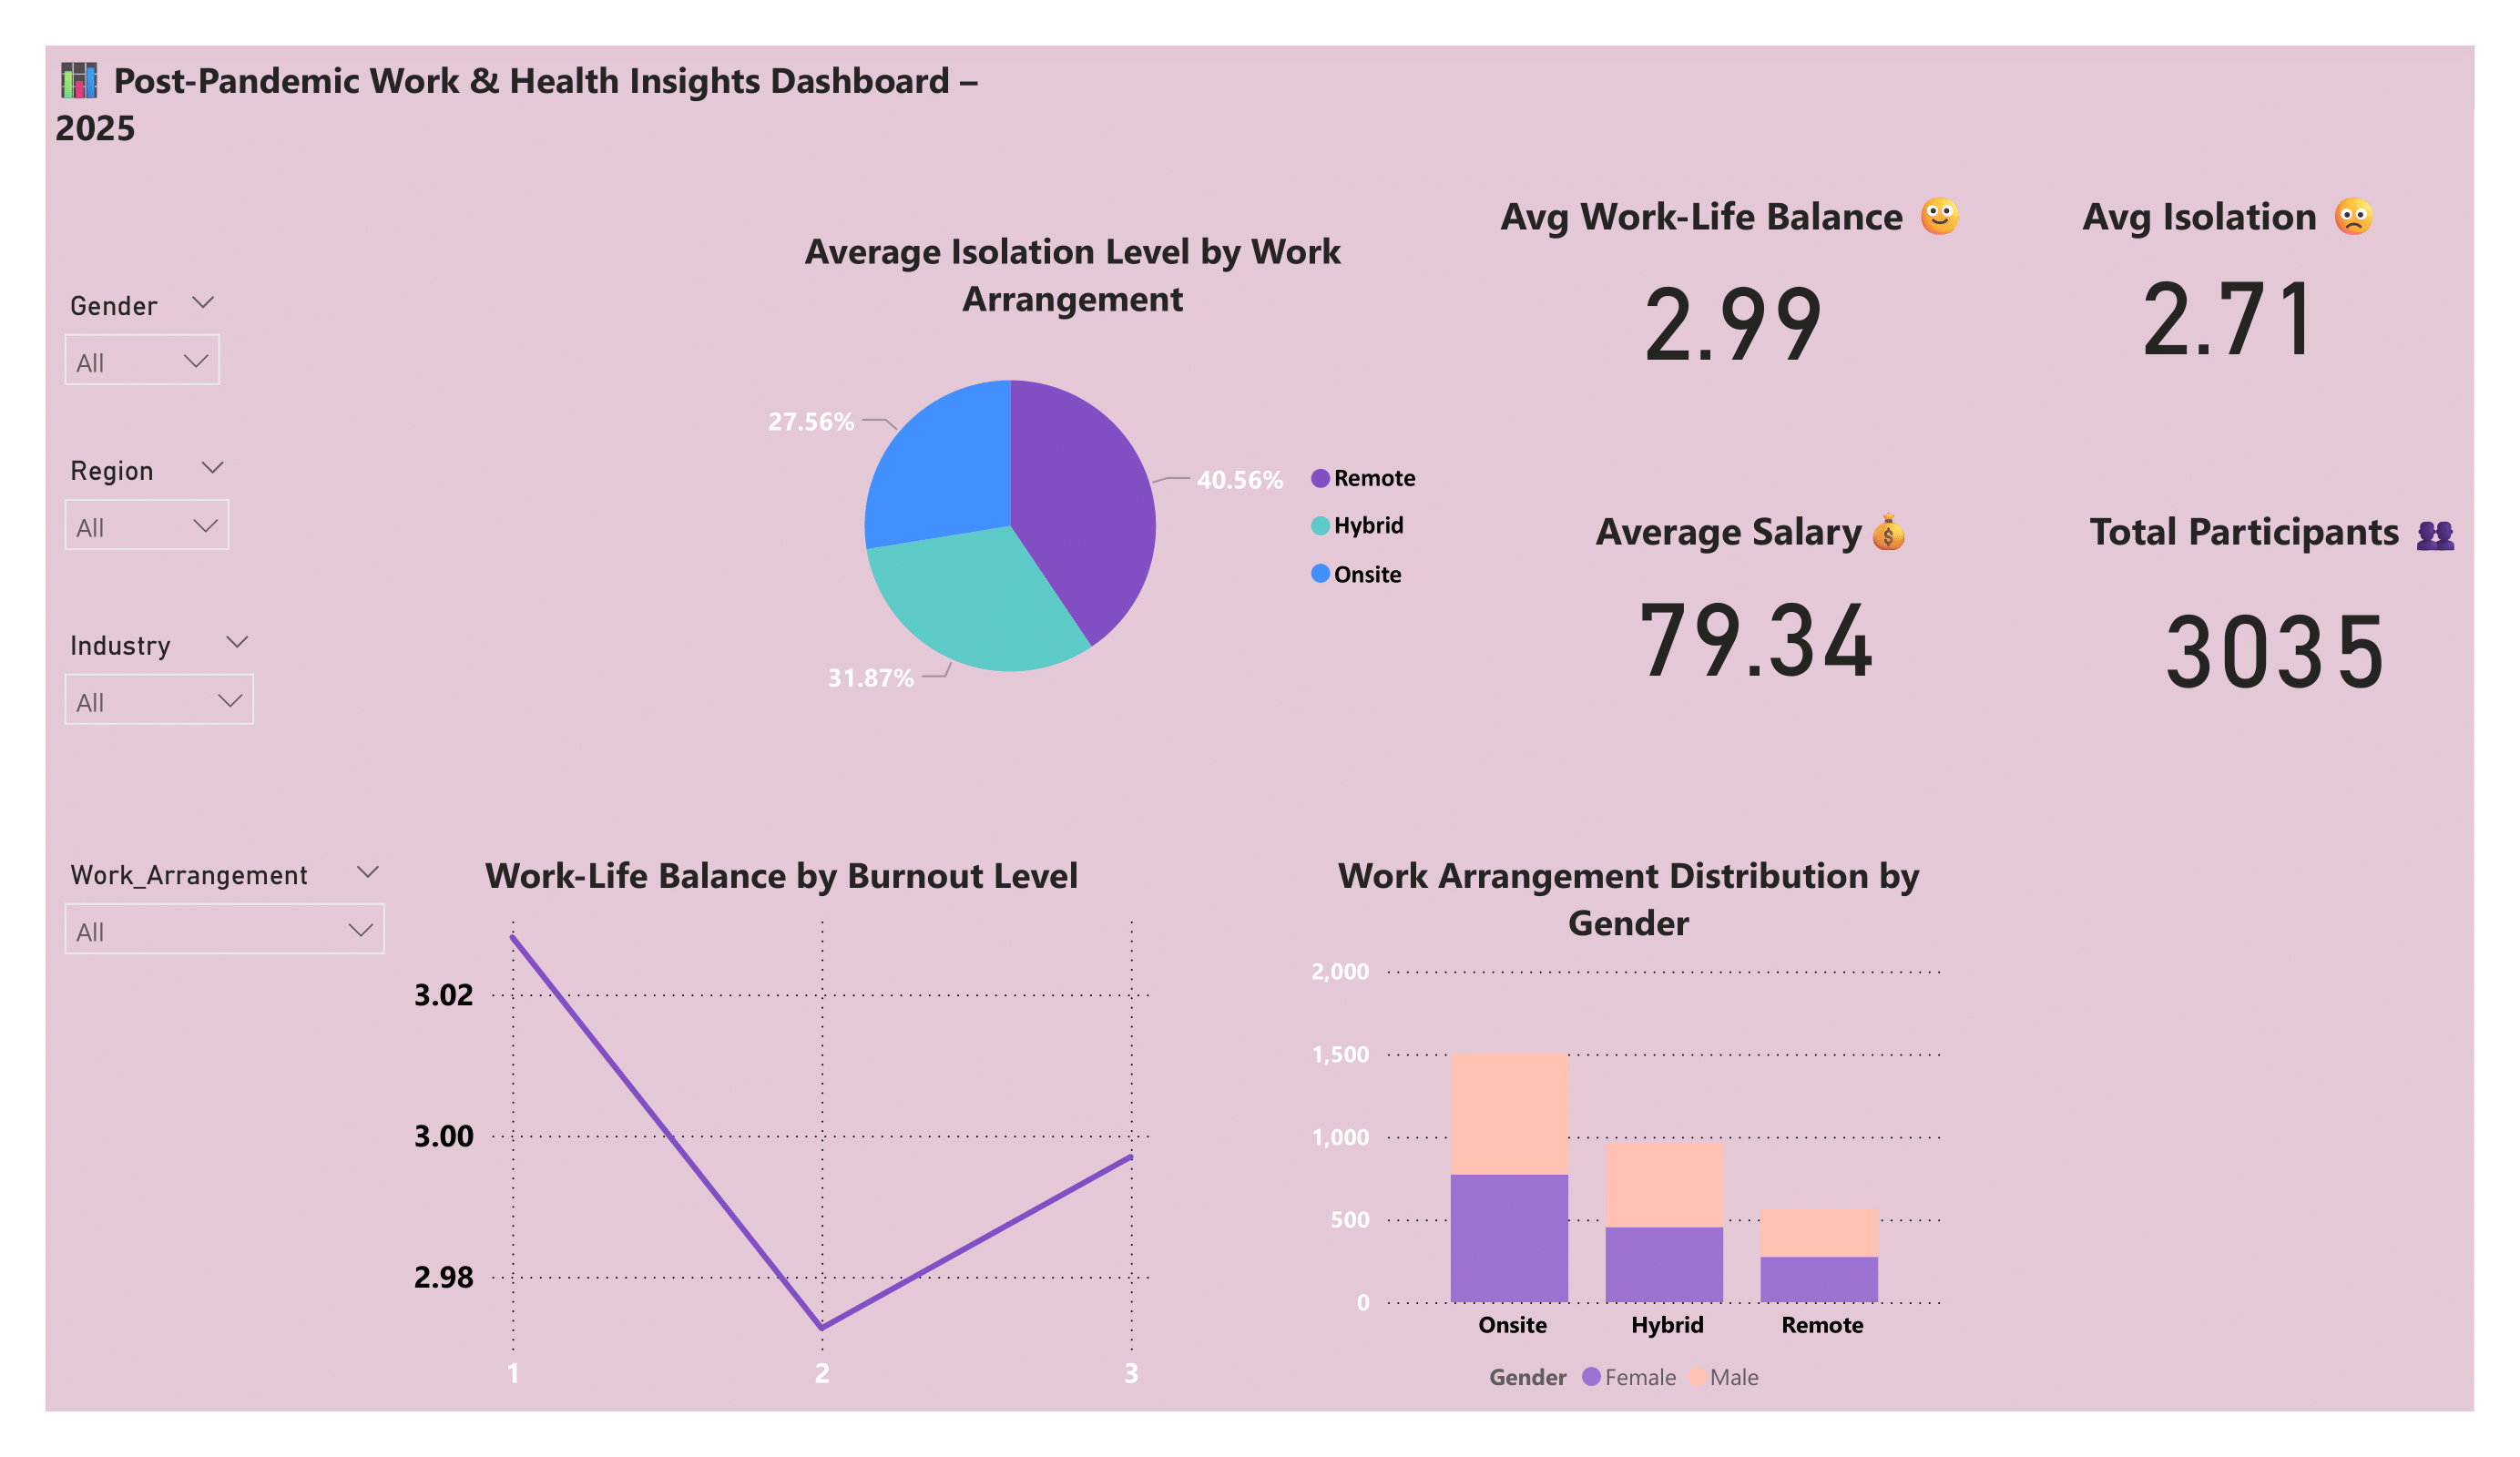 Post-Pandemic Work & Health Insights Dashboard –
2025
Gender
All
Region
All
Industry
All
Work_Arrangement
All
Average Isolation Level by Work
Arrangement
27.56%
40.56%
31.87%
Remote
Hybrid
Onsite
Avg Work-Life Balance
2.99
Avg Isolation
2.71
Average Salary
79.34
Total Participants
3035
Work-Life Balance by Burnout Level
3.02
3.00
2.98
1 2 3
Work Arrangement Distribution by
Gender
2,000
1,500
1,000
500
0
Onsite Hybrid Remote
Gender Female Male